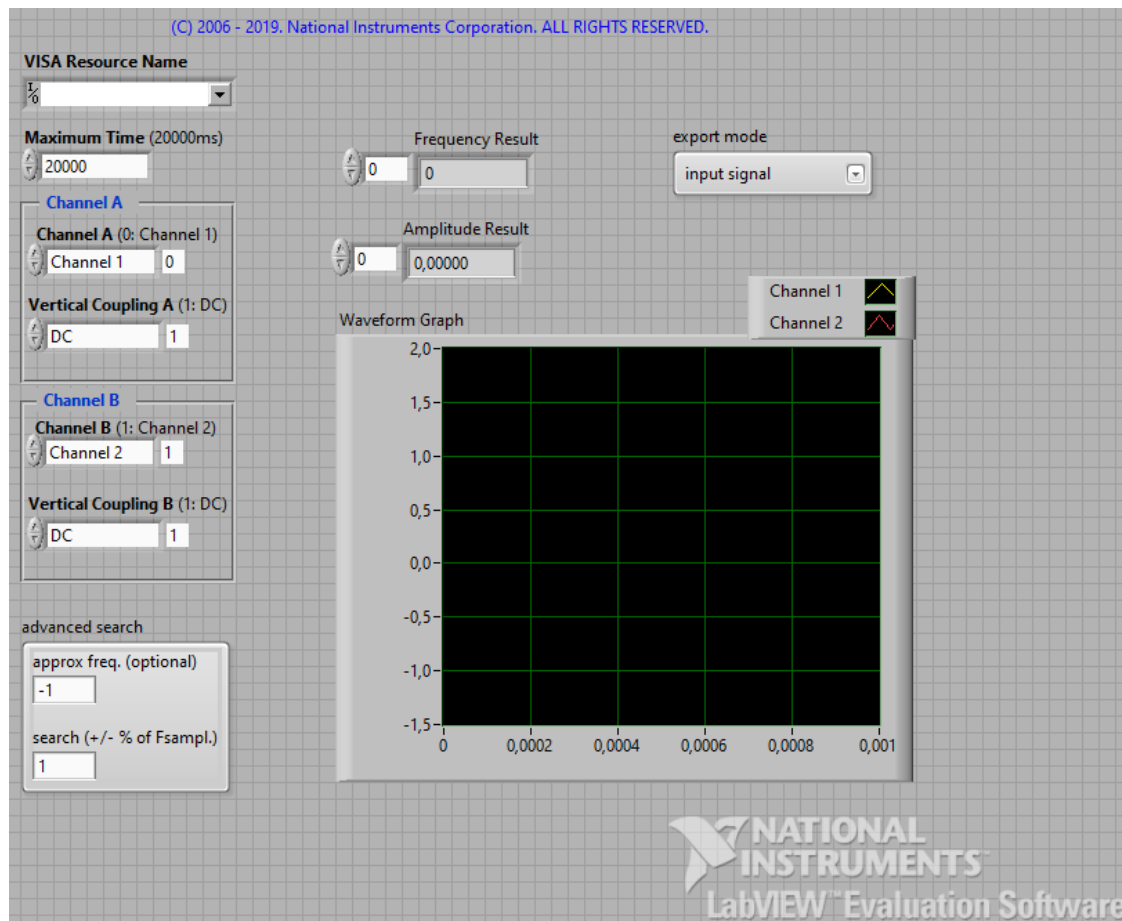 (C) 2006 - 2019. National Instruments Corporation. ALL RIGHTS RESERVED.
VISA Resource Name
I/O
Maximum Time (20000ms)
20000
Channel A
Channel A (0: Channel 1)
Channel 1 0
Vertical Coupling A (1: DC)
DC 1
Channel B
Channel B (1: Channel 2)
Channel 2 1
Vertical Coupling B (1: DC)
DC 1
advanced search
approx freq. (optional)
-1
search (+/- % of Fsampl.)
1
Frequency Result
0 0
Amplitude Result
0 0,00000
export mode
input signal
Channel 1
Channel 2
Waveform Graph
2,0
1,5
1,0
0,5
0,0
-0,5
-1,0
-1,5
0 0,0002 0,0004 0,0006 0,0008 0,001
NATIONAL
INSTRUMENTS™
LabVIEW™ Evaluation Software